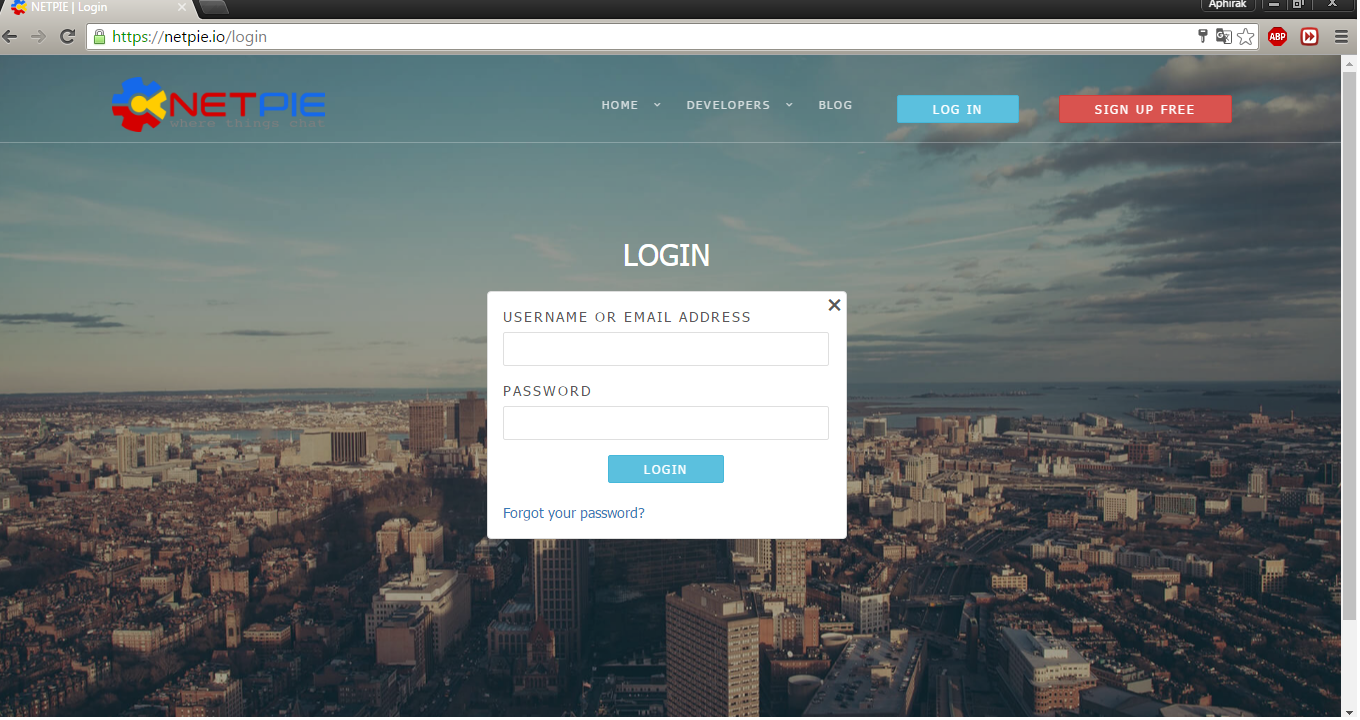 NETPIE | Login
Aphirak
https://netpie.io/login
ABP
NETPIE
where things chat
HOME DEVELOPERS BLOG LOG IN SIGN UP FREE
LOGIN
USERNAME OR EMAIL ADDRESS
PASSWORD
LOGIN
Forgot your password?